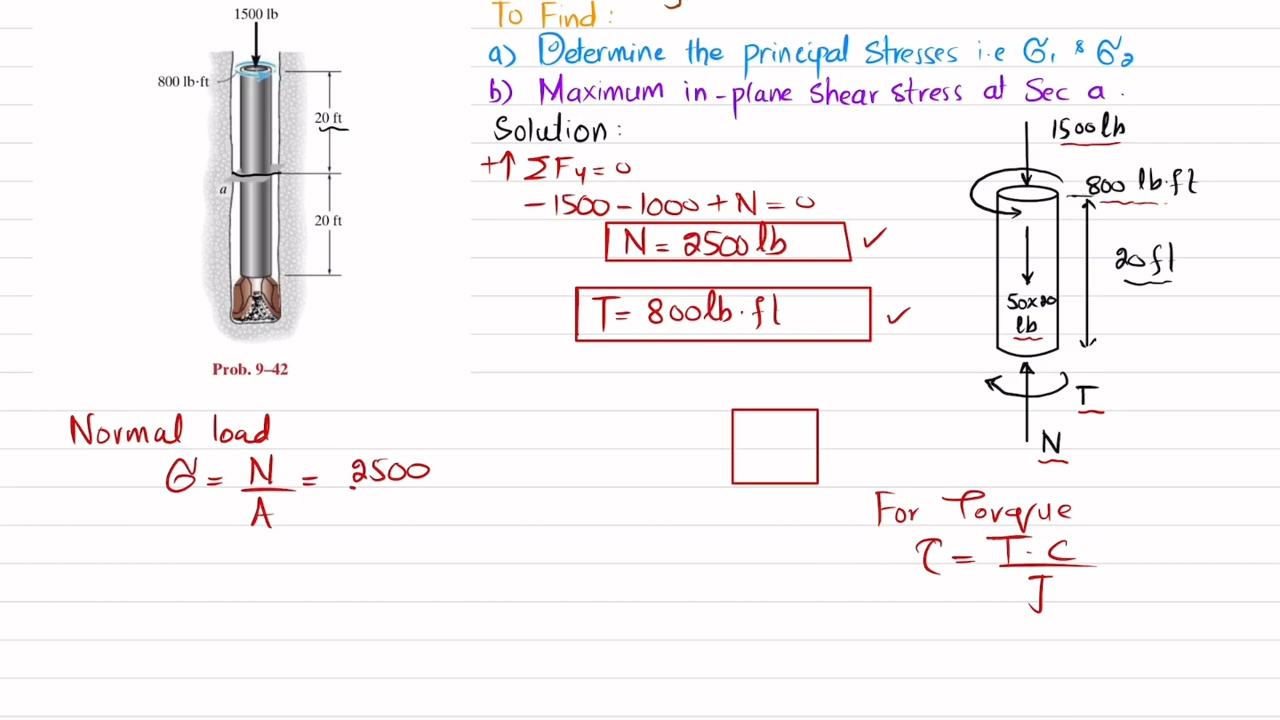 1500 lb
800 lb·ft
20 ft
a
20 ft
Prob. 9–42
To Find :
a) Determine the principal stresses i.e σ1 & σ2
b) Maximum in-plane shear stress at Sec a .
Solution :
+↑ ΣFy = 0
-1500 - 1000 + N = 0
N = 2500 lb ✓
T = 800 lb·ft ✓
1500 lb
800 lb·ft
20 ft
lb
T
N
Normal load
σ = N/A = 2500
For Torque
τ = T·C/J